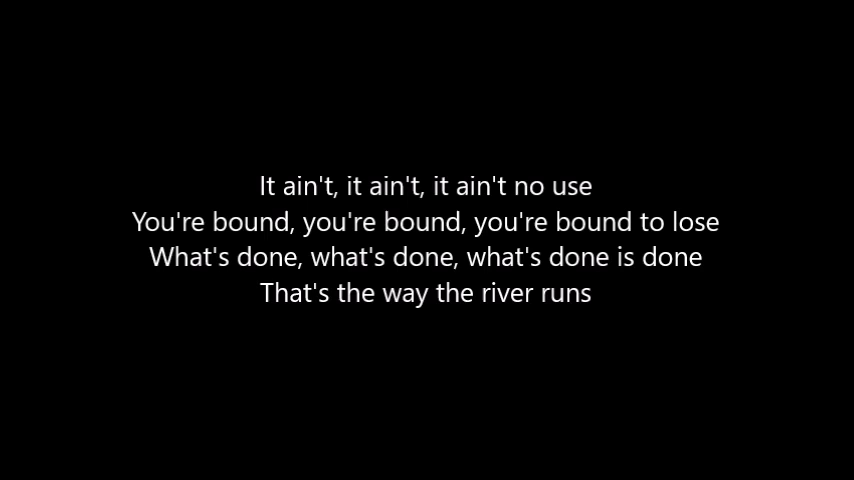 It ain't, it ain't, it ain't no use
You're bound, you're bound, you're bound to lose
What's done, what's done, what's done is done
That's the way the river runs